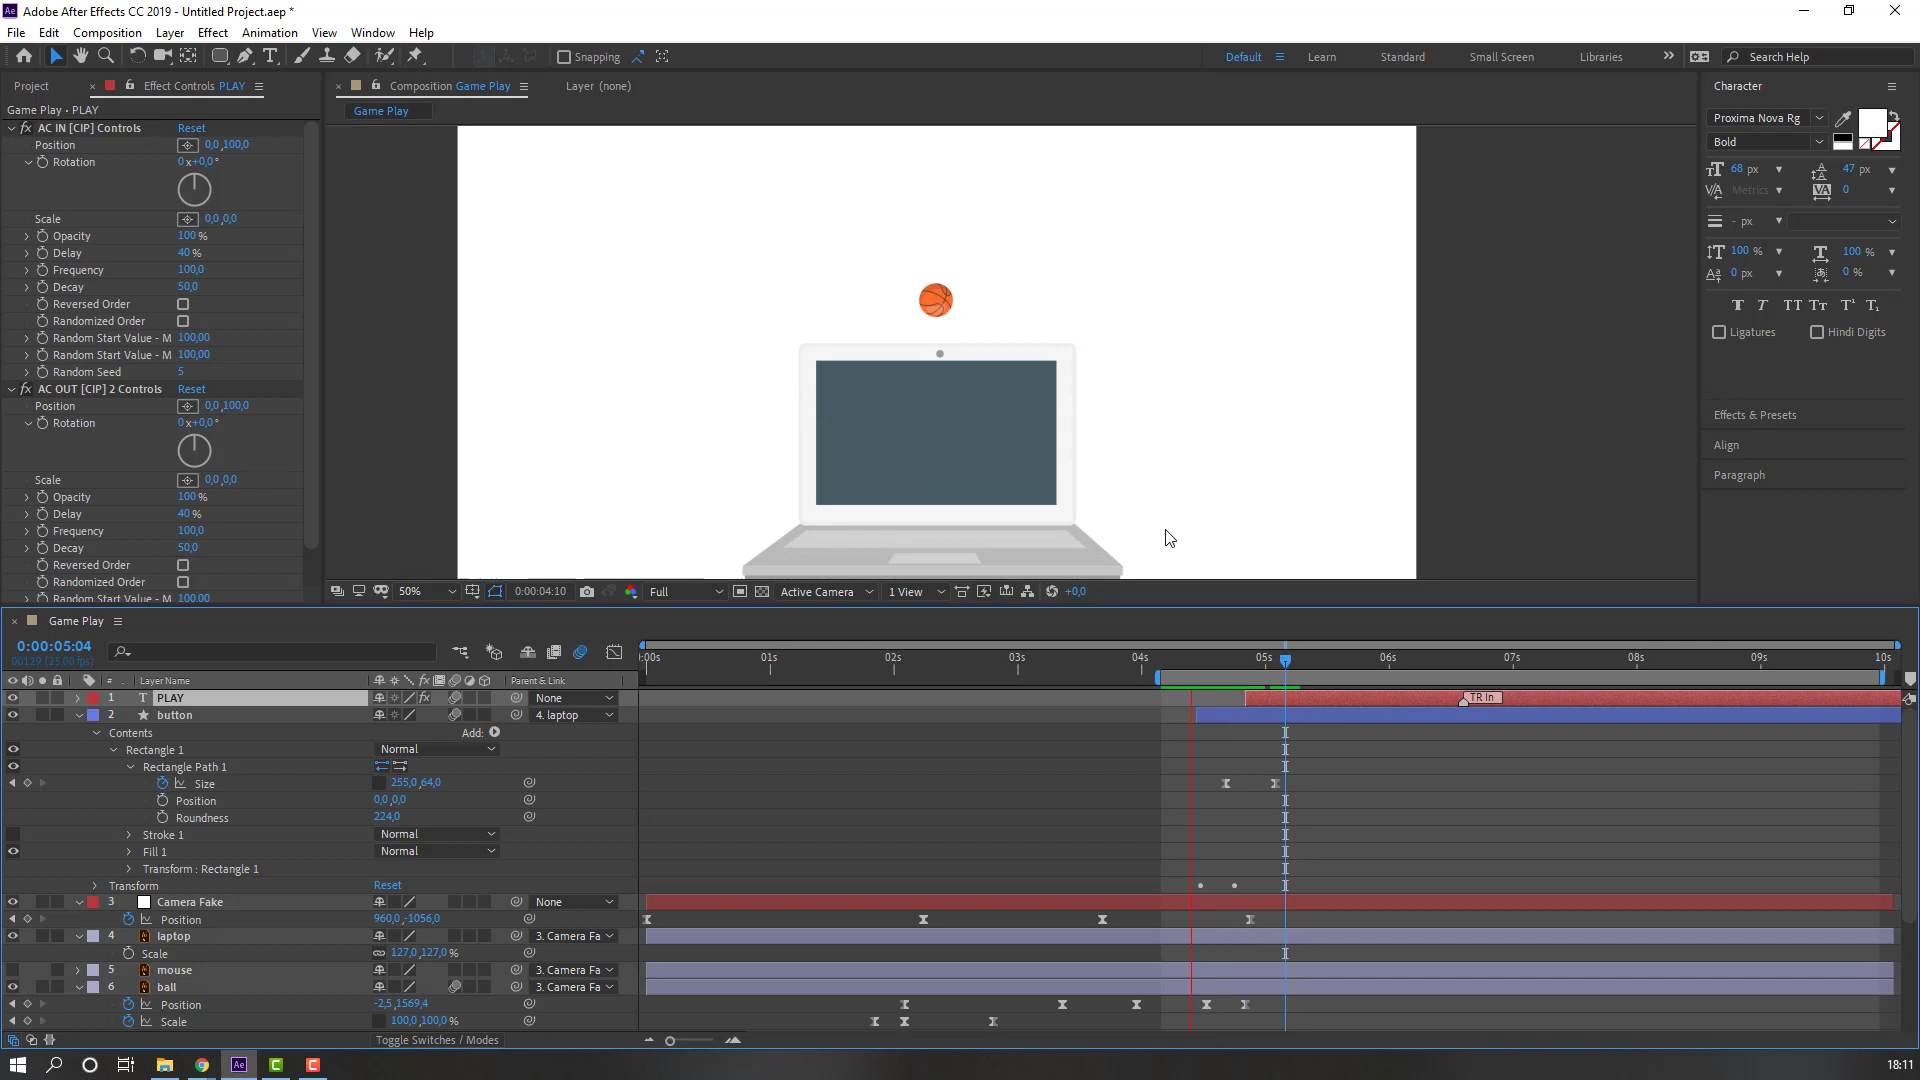 Adobe After Effects CC 2019 - Untitled Project.aep *
File Edit Composition Layer Effect Animation View Window Help
Snapping
Default Learn Standard Small Screen Libraries Search Help
Project Effect Controls PLAY
Composition Game Play Layer (none)
Character
Game Play • PLAY
Game Play
AC IN [CIP] Controls Reset
Position 0,0 ,100,0
Rotation 0 x+0,0 °
Scale 0,0 ,0,0
Opacity 100 %
Delay 40 %
Frequency 100,0
Decay 50,0
Reversed Order
Randomized Order
Random Start Value - M 100,00
Random Start Value - M 100,00
Random Seed 5
AC OUT [CIP] 2 Controls Reset
Position 0,0 ,100,0
Rotation 0 x+0,0 °
Scale 0,0 ,0,0
Opacity 100 %
Delay 40 %
Frequency 100,0
Decay 50,0
Reversed Order
Randomized Order
Random Start Value - M 100,00
Proxima Nova Rg
Bold
68 px 47 px
Metrics 0
- px
100 % 100 %
0 px 0 %
Ligatures Hindi Digits
Effects & Presets
Align
Paragraph
50% 0:00:04:10 Full Active Camera 1 View +0,0
Game Play
0:00:05:04
00129 (25.00 fps)
:00s 01s 02s 03s 04s 05s 06s 07s 08s 09s 10s
# Layer Name Parent & Link
1 PLAY None TR In
2 button 4. laptop
Contents Add:
Rectangle 1 Normal
Rectangle Path 1
Size 255,0 ,64,0
Position 0,0 ,0,0
Roundness 224,0
Stroke 1 Normal
Fill 1 Normal
Transform : Rectangle 1
Transform Reset
3 Camera Fake None
Position 960,0 ,-1056,0
4 laptop 3. Camera Fa
Scale 127,0 ,127,0 %
5 mouse 3. Camera Fa
6 ball 3. Camera Fa
Position -2,5 ,1569,4
Scale 100,0 ,100,0 %
Toggle Switches / Modes
18:11